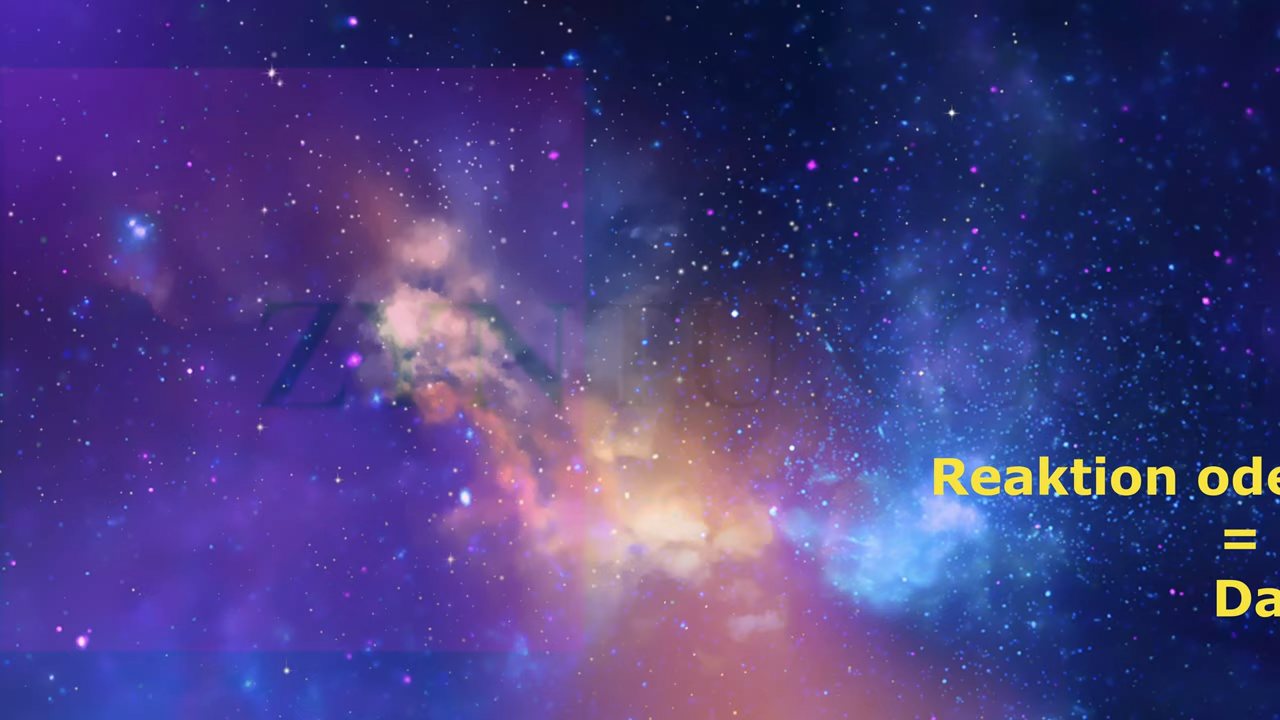 Reaktion ode
=
Da